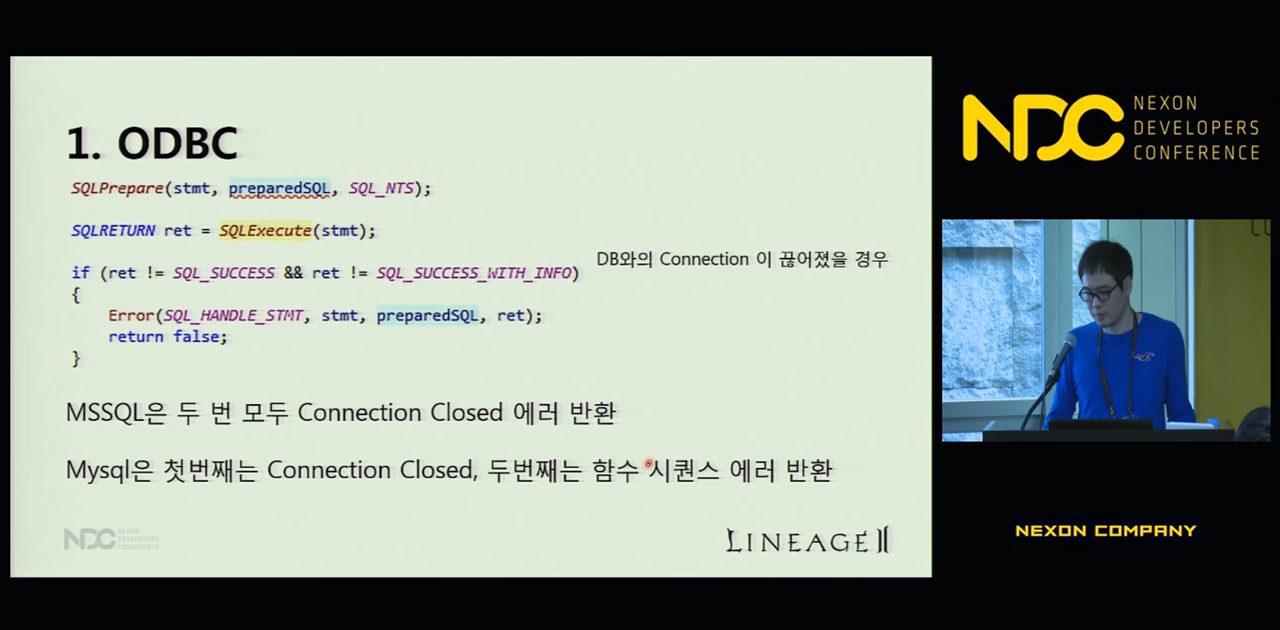 1. ODBC
SQLPrepare(stmt, preparedSQL, SQL_NTS);
SQLRETURN ret = SQLExecute(stmt);
if (ret != SQL_SUCCESS && ret != SQL_SUCCESS_WITH_INFO)
{
Error(SQL_HANDLE_STMT, stmt, preparedSQL, ret);
return false;
}
DB와의 Connection 이 끊어졌을 경우
MSSQL은 두 번 모두 Connection Closed 에러 반환
Mysql은 첫번째는 Connection Closed, 두번째는 함수 시퀀스 에러 반환
NDC NEXON
DEVELOPERS
CONFERENCE
LINEAGE II
NDC
NEXON
DEVELOPERS
CONFERENCE
NEXON COMPANY